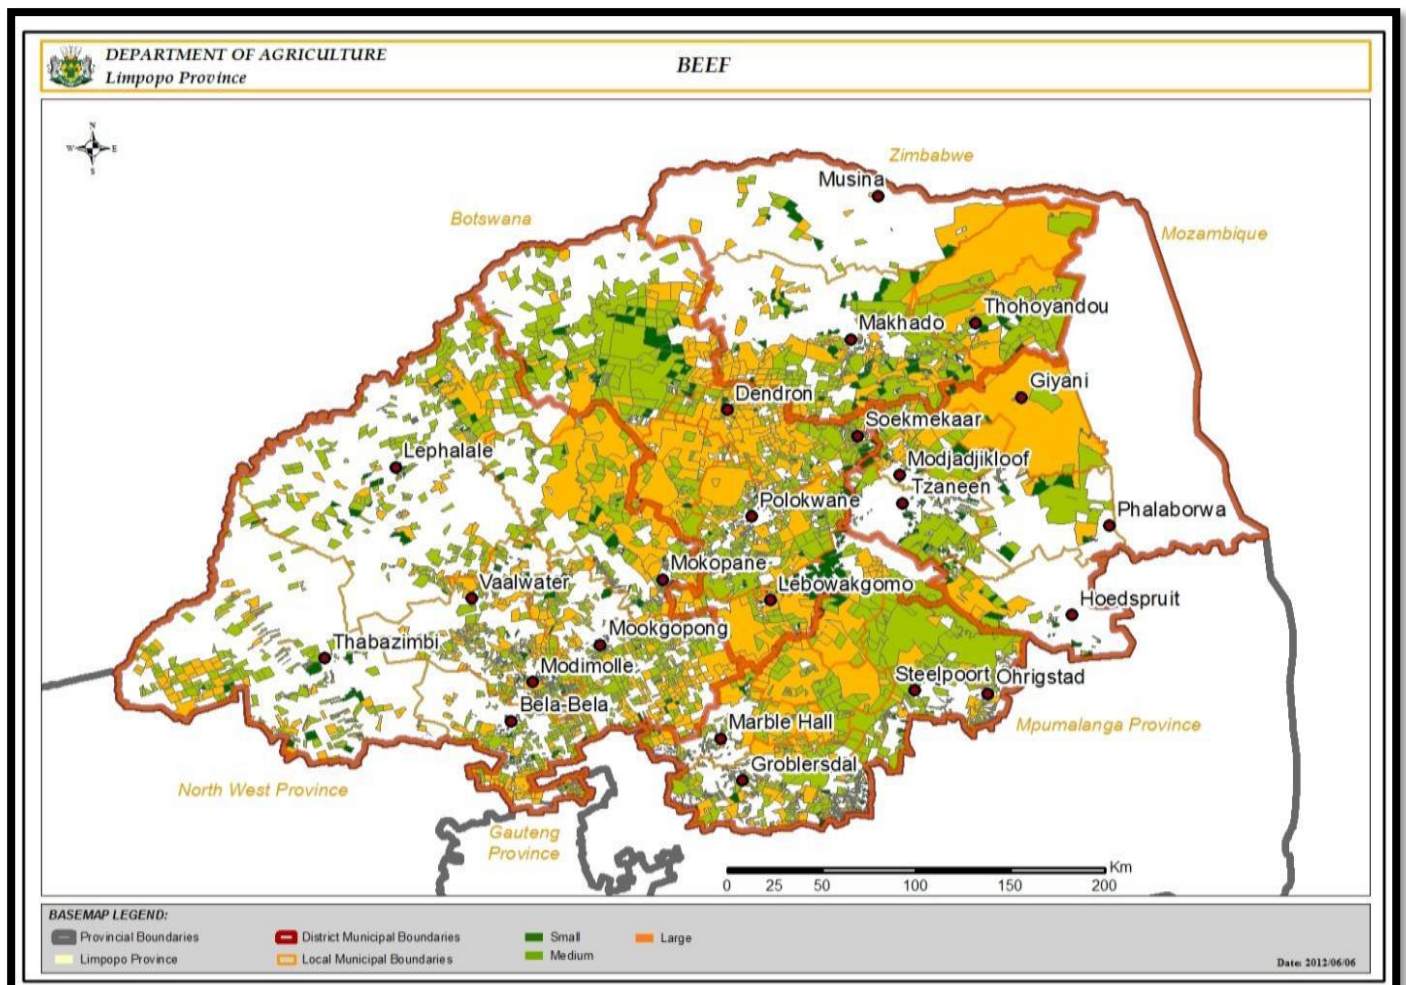 DEPARTMENT OF AGRICULTURE
Limpopo Province
BEEF
N
W E
S
Zimbabwe
Musina
Botswana
Mozambique
Thohoyandou
Makhado
Giyani
Dendron
Soekmekaar
Lephalale
Modjadjikloof
Tzaneen
Polokwane
Phalaborwa
Mokopane
Vaalwater
Lebowakgomo
Hoedspruit
Mookgopong
Thabazimbi
Modimolle
Steelpoort
Ohrigstad
Bela-Bela
Marble Hall
Mpumalanga Province
Groblersdal
North West Province
Gauteng
Province
Km
0 25 50 100 150 200
BASEMAP LEGEND:
Provincial Boundaries
District Municipal Boundaries
Small
Large
Limpopo Province
Local Municipal Boundaries
Medium
Date: 2012/06/06